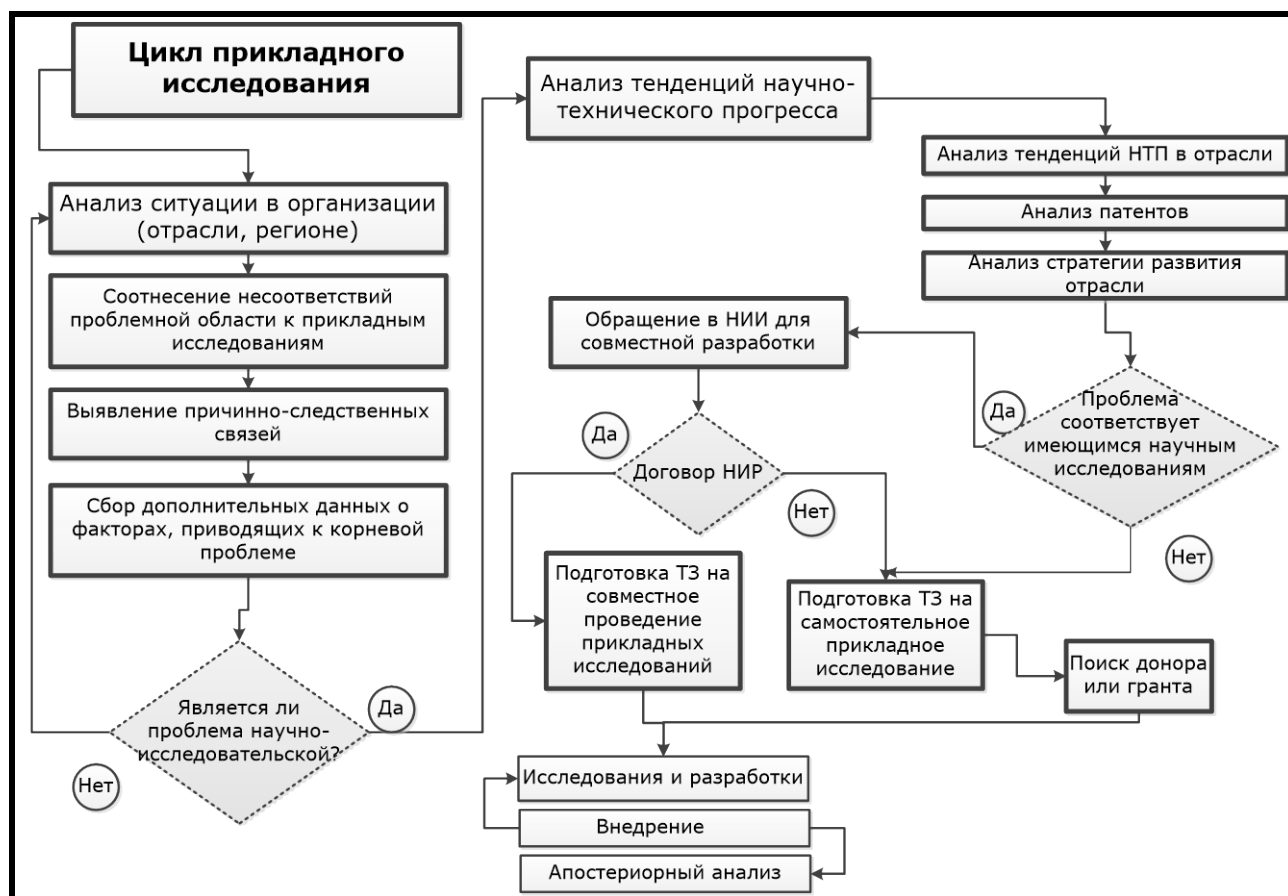 Цикл прикладного
исследования
Анализ ситуации в организации
(отрасли, регионе)
Соотнесение несоответствий
проблемной области к прикладным
исследованиям
Выявление причинно-следственных
связей
Сбор дополнительных данных о
факторах, приводящих к корневой
проблеме
Является ли
проблема научно-
исследовательской?
Да
Нет
Анализ тенденций научно-
технического прогресса
Анализ тенденций НТП в отрасли
Анализ патентов
Анализ стратегии развития
отрасли
Проблема
соответствует
имеющимся научным
исследованиям
Да
Нет
Обращение в НИИ для
совместной разработки
Договор НИР
Да
Нет
Подготовка ТЗ на
совместное
проведение
прикладных
исследований
Подготовка ТЗ на
самостоятельное
прикладное
исследование
Поиск донора
или гранта
Исследования и разработки
Внедрение
Апостериорный анализ